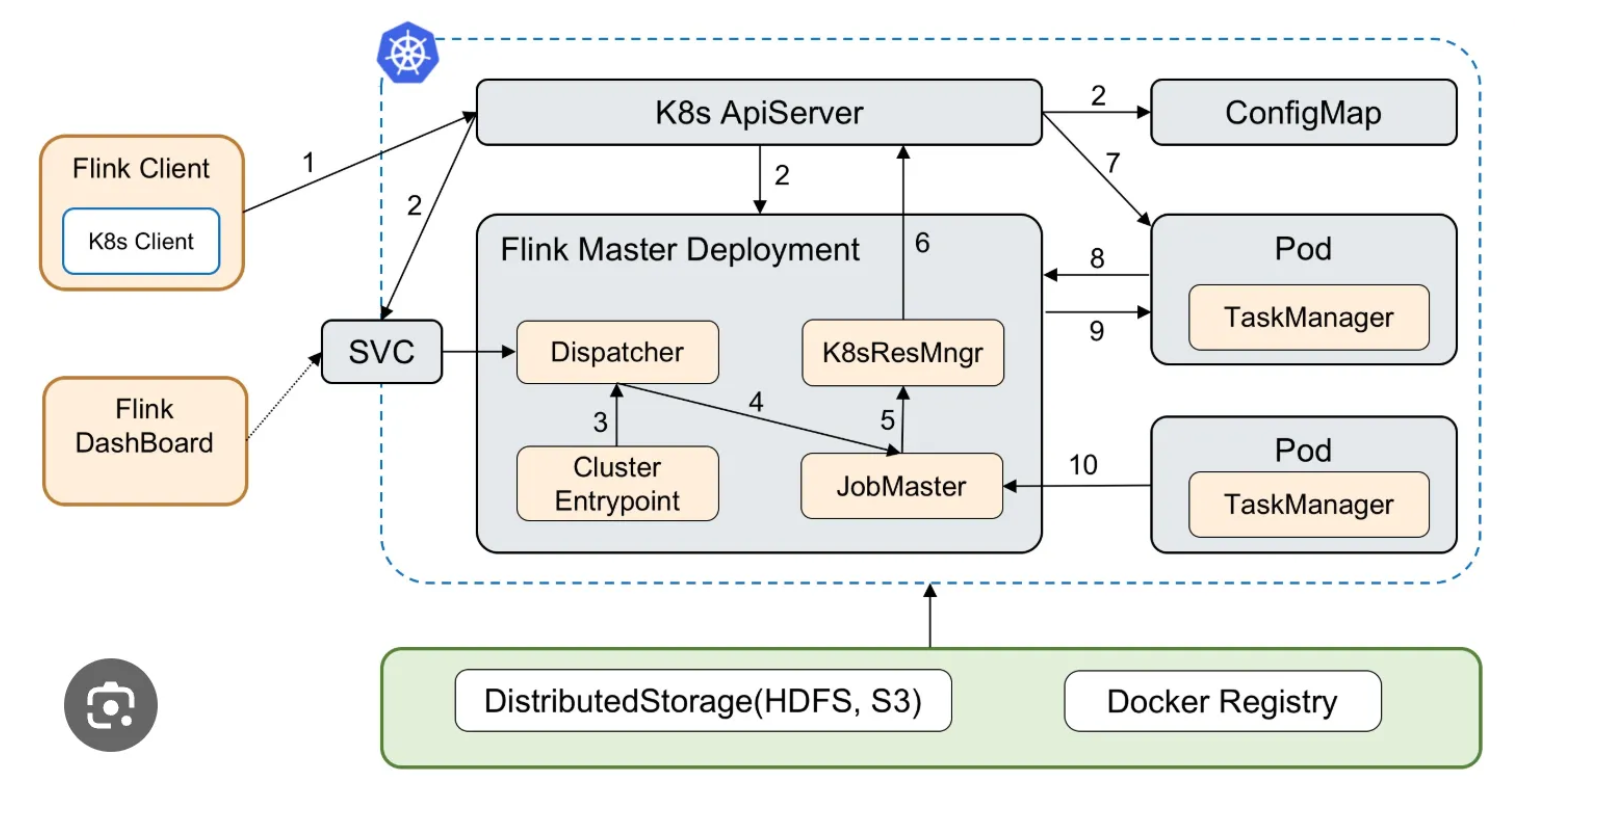 K8s ApiServer
2
ConfigMap
Flink Client
K8s Client
1
2
2
7
Flink Master Deployment
6
Pod
8
TaskManager
9
SVC
Dispatcher
K8sResMngr
Flink
DashBoard
3
4
5
Cluster
Entrypoint
JobMaster
10
Pod
TaskManager
DistributedStorage(HDFS, S3)
Docker Registry